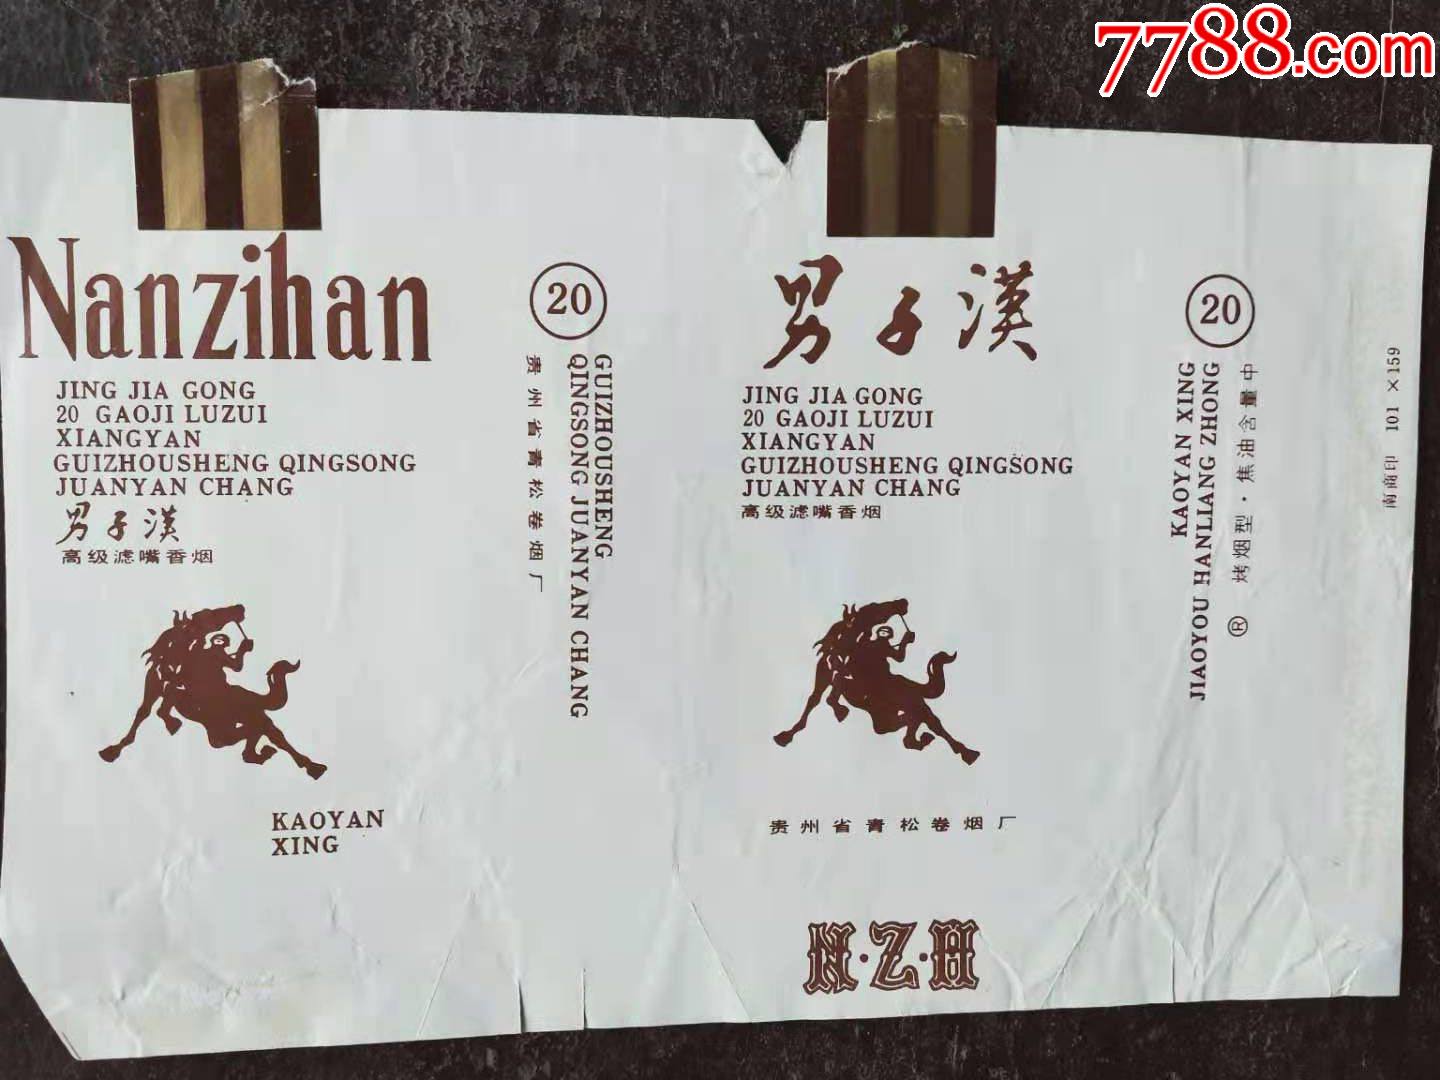 7788.com
Nanzihan
JING JIA GONG
20 GAOJI LUZUI
XIANGYAN
GUIZHOUSHENG QINGSONG
JUANYAN CHANG
男子漢
高级滤嘴香烟
KAOYAN
XING
20
GUIZHOUSHENG
QINGSONG JUANYAN CHANG
贵州省青松卷烟厂
男子漢
JING JIA GONG
20 GAOJI LUZUI
XIANGYAN
GUIZHOUSHENG QINGSONG
JUANYAN CHANG
高级滤嘴香烟
贵州省青松卷烟厂
N·Z·H
20
KAOYAN XING
JIAOYOU HANLIANG ZHONG
烤烟型·焦油含量中
®
南商印 101×159